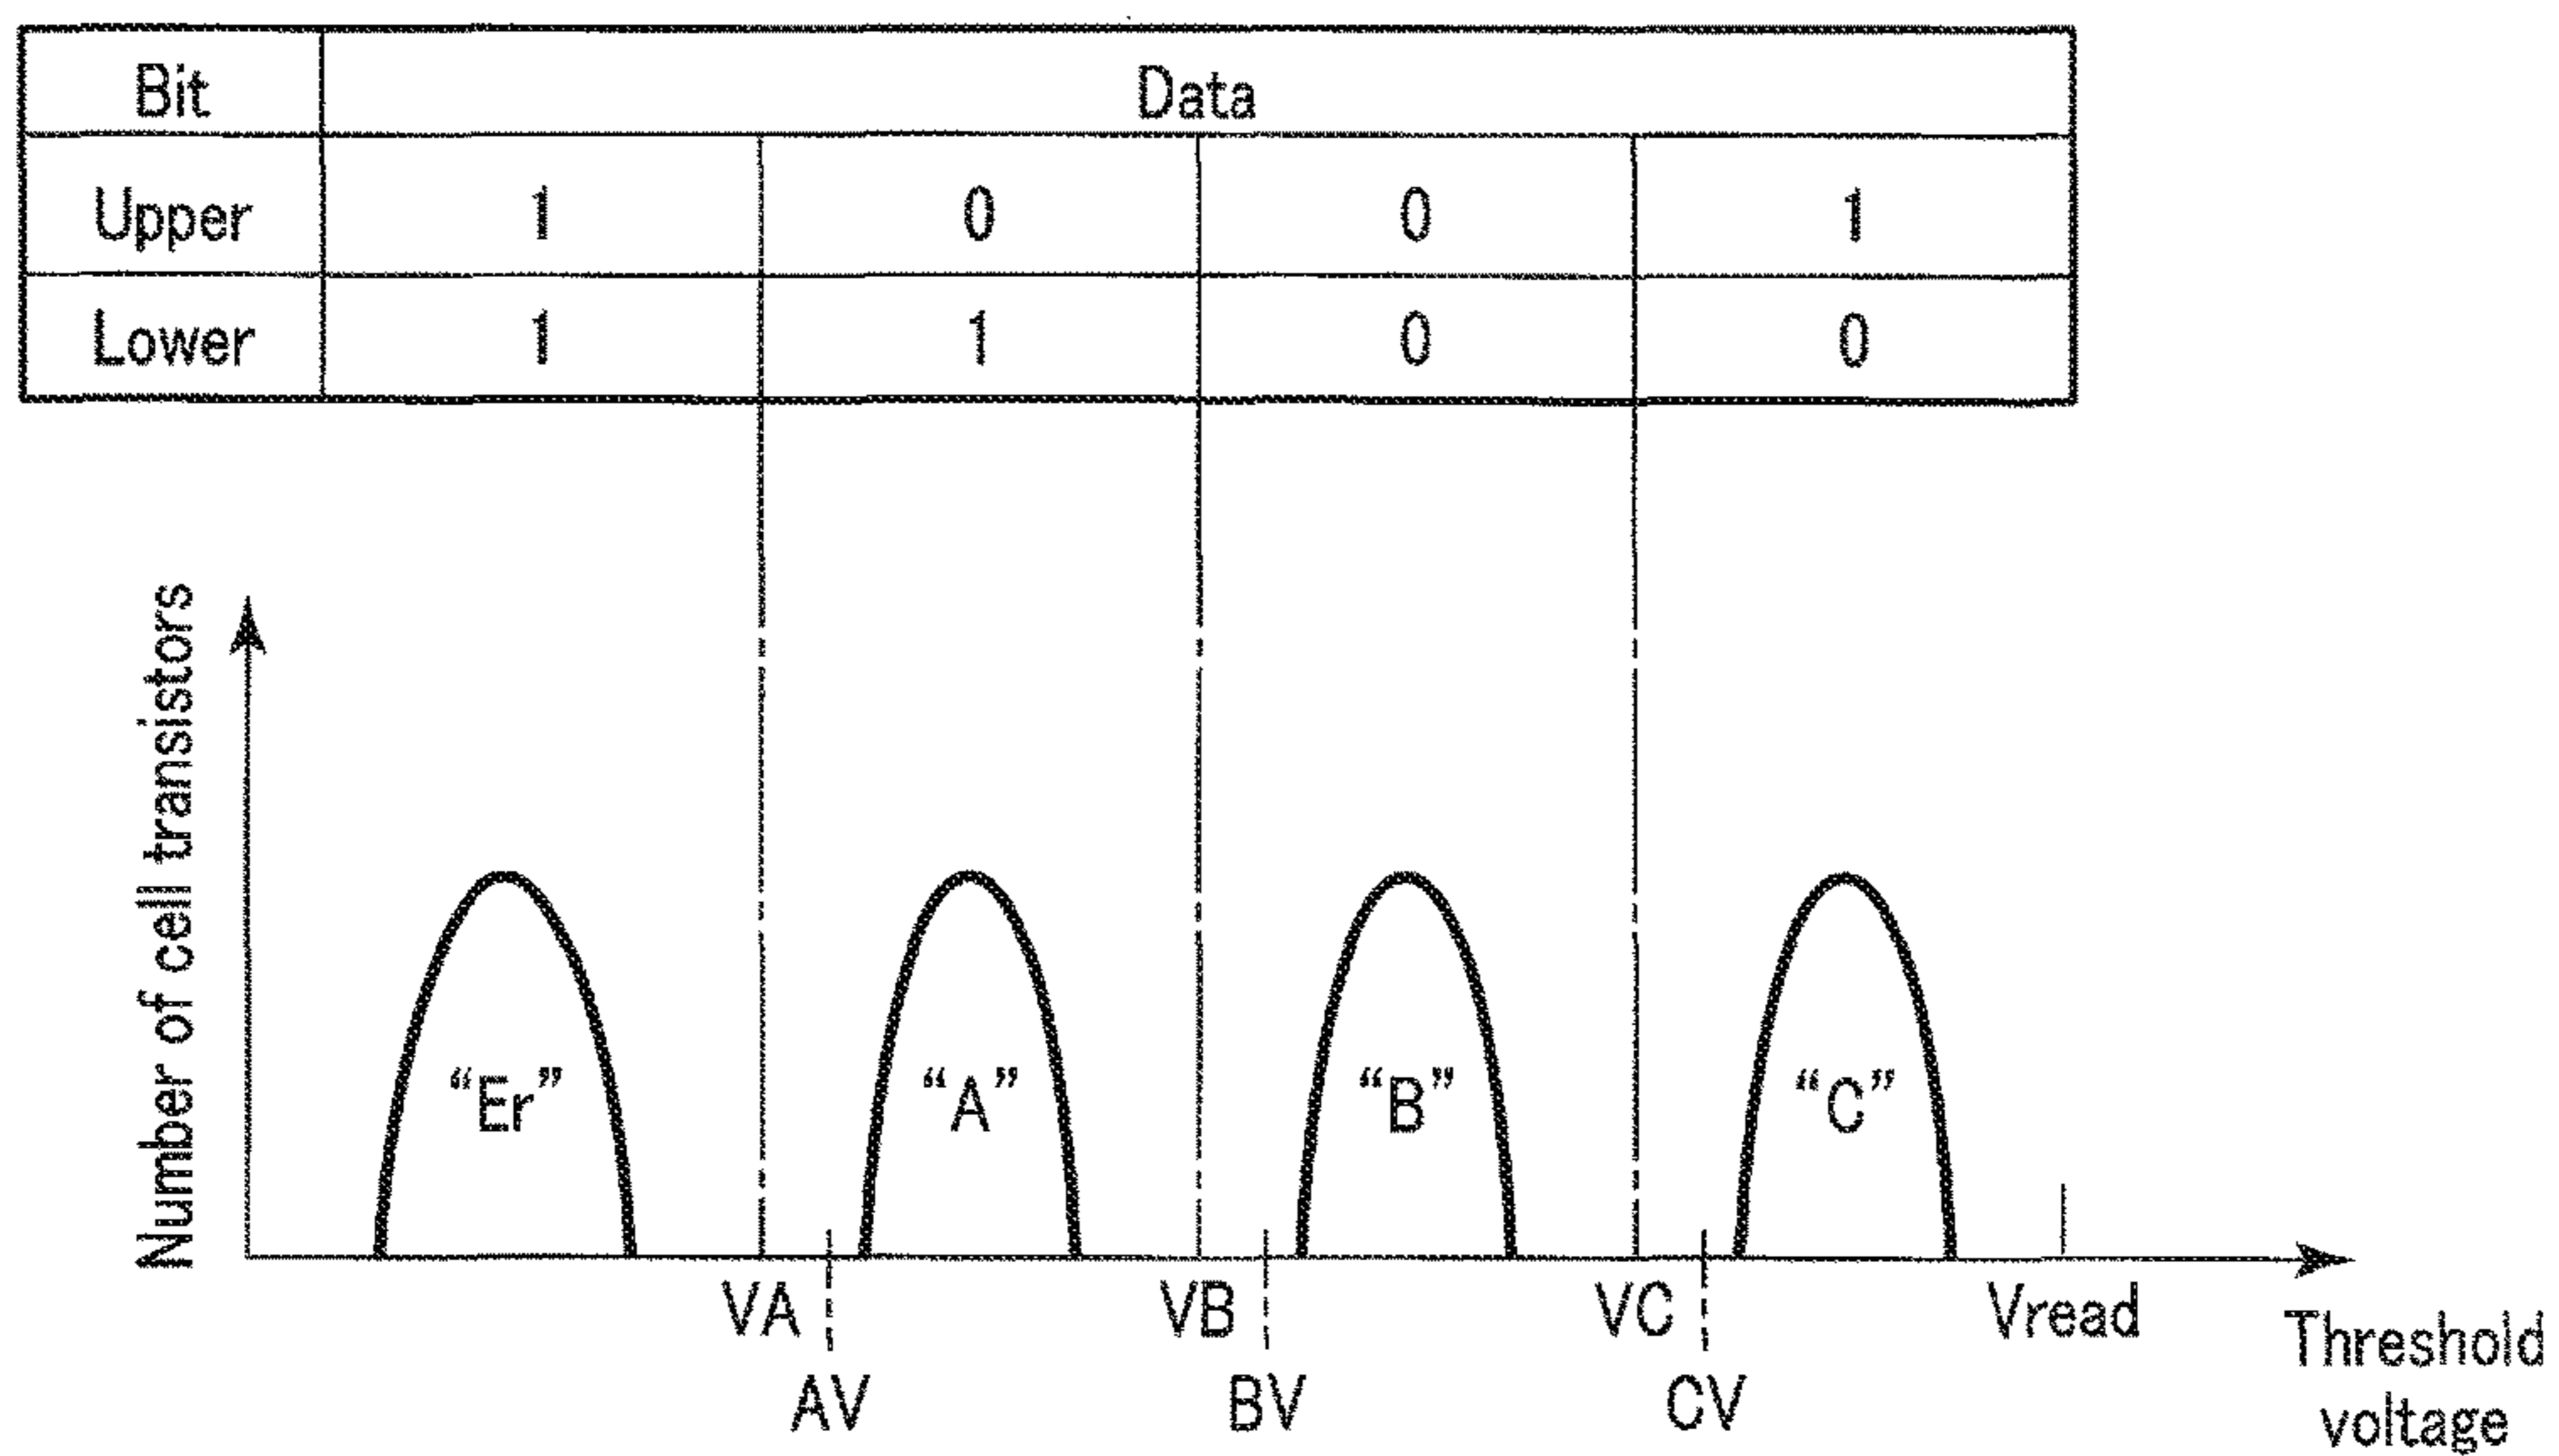 Bit Data
Upper 1 0 0 1
Lower 1 1 0 0
Number of cell transistors
“Er” “A” “B” “C”
VA VB VC Vread
AV BV CV
Threshold
voltage